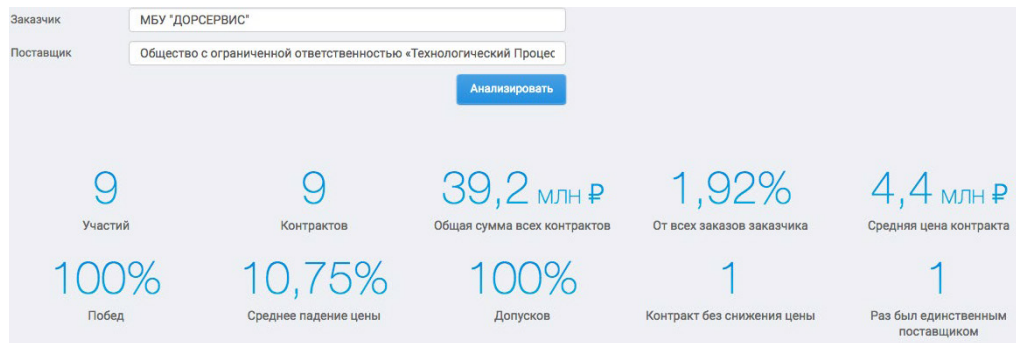 Заказчик МБУ "ДОРСЕРВИС"
Поставщик Общество с ограниченной ответственностью «Технологический Процес
Анализировать
9 9 39,2 млн ₽ 1,92% 4,4 млн ₽
Участий Контрактов Общая сумма всех контрактов От всех заказов заказчика Средняя цена контракта
100% 10,75% 100% 1 1
Побед Среднее падение цены Допусков Контракт без снижения цены Раз был единственным
поставщиком